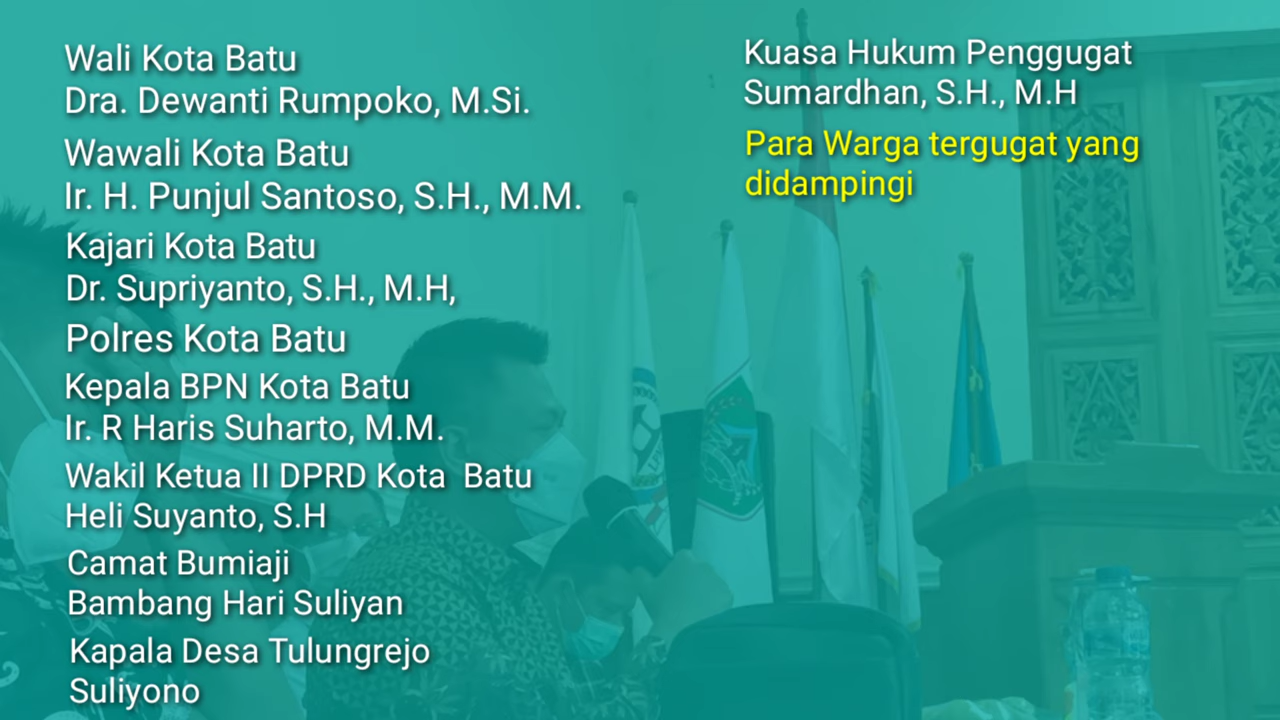 Wali Kota Batu
Dra. Dewanti Rumpoko, M.Si.
Wawali Kota Batu
Ir. H. Punjul Santoso, S.H., M.M.
Kajari Kota Batu
Dr. Supriyanto, S.H., M.H,
Polres Kota Batu
Kepala BPN Kota Batu
Ir. R Haris Suharto, M.M.
Wakil Ketua II DPRD Kota  Batu
Heli Suyanto, S.H
Camat Bumiaji
Bambang Hari Suliyan
Kapala Desa Tulungrejo
Suliyono
Kuasa Hukum Penggugat
Sumardhan, S.H., M.H
Para Warga tergugat yang
didampingi